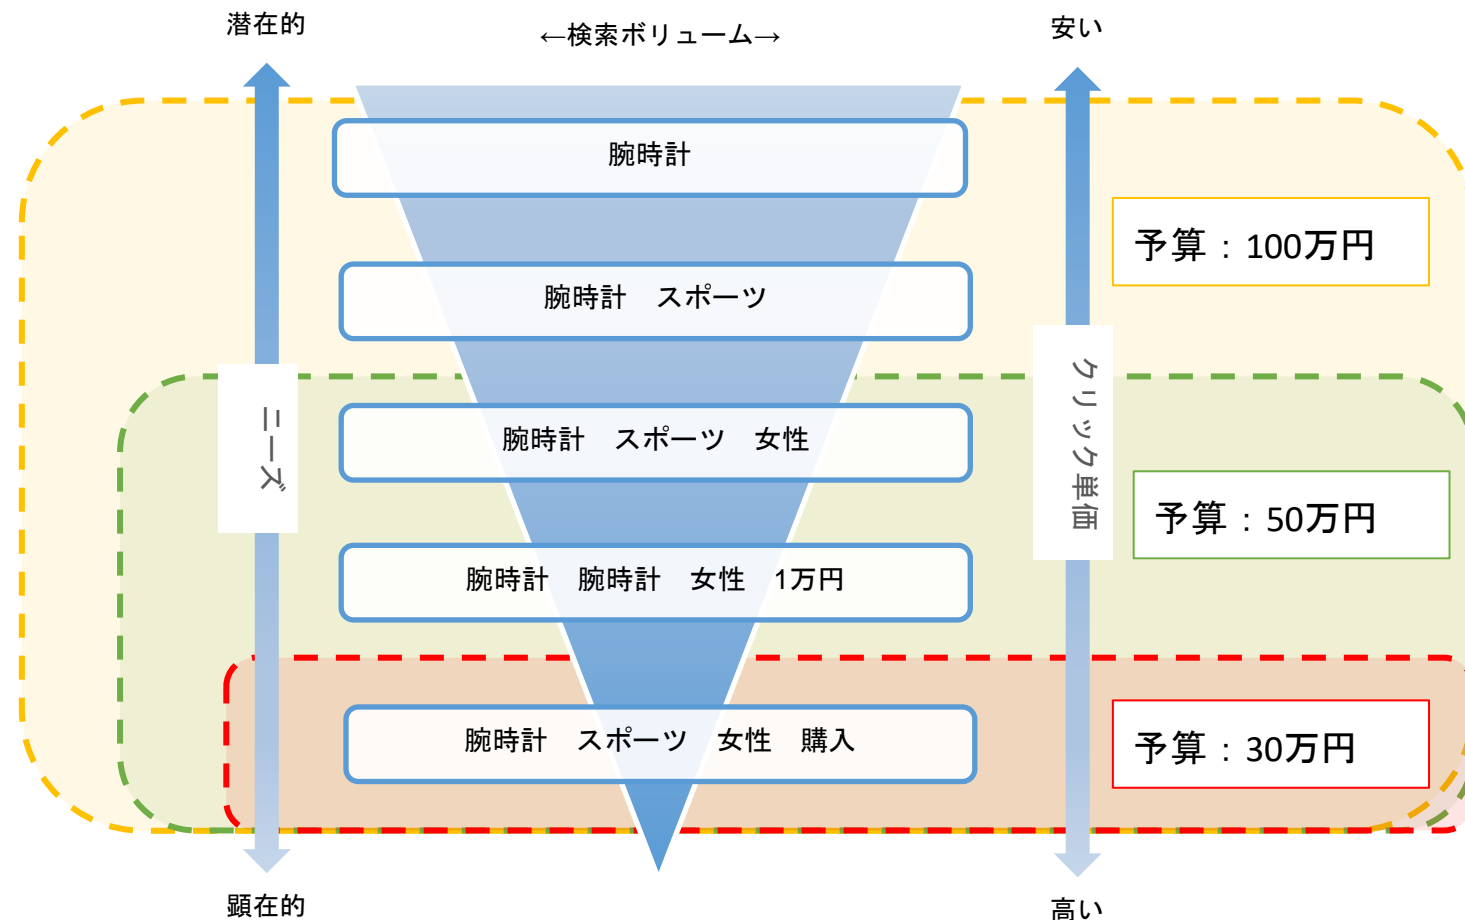 潜在的
←検索ボリューム→
安い
腕時計
予算：100万円
腕時計　スポーツ
ニーズ
クリック単価
腕時計　スポーツ　女性
予算：50万円
腕時計　腕時計　女性　1万円
腕時計　スポーツ　女性　購入
予算：30万円
顕在的
高い